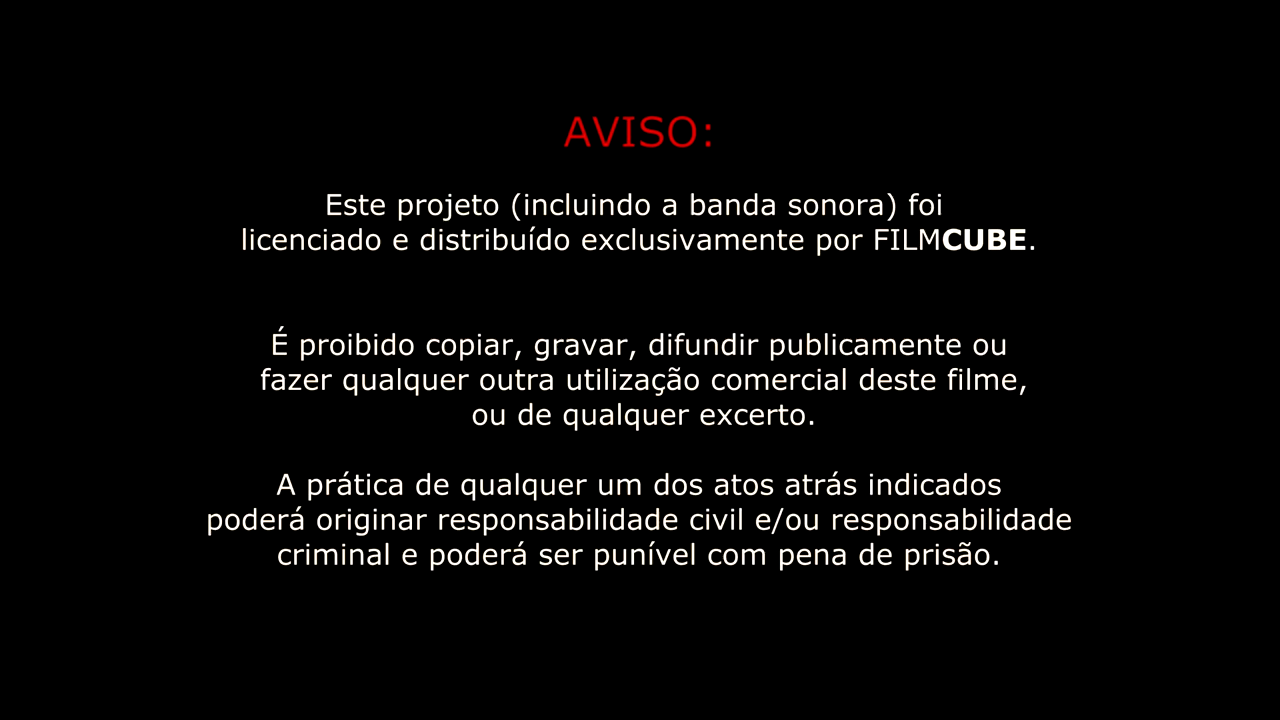 AVISO:
Este projeto (incluindo a banda sonora) foi
licenciado e distribuído exclusivamente por FILMCUBE.
É proibido copiar, gravar, difundir publicamente ou
fazer qualquer outra utilização comercial deste filme,
ou de qualquer excerto.
A prática de qualquer um dos atos atrás indicados
poderá originar responsabilidade civil e/ou responsabilidade
criminal e poderá ser punível com pena de prisão.